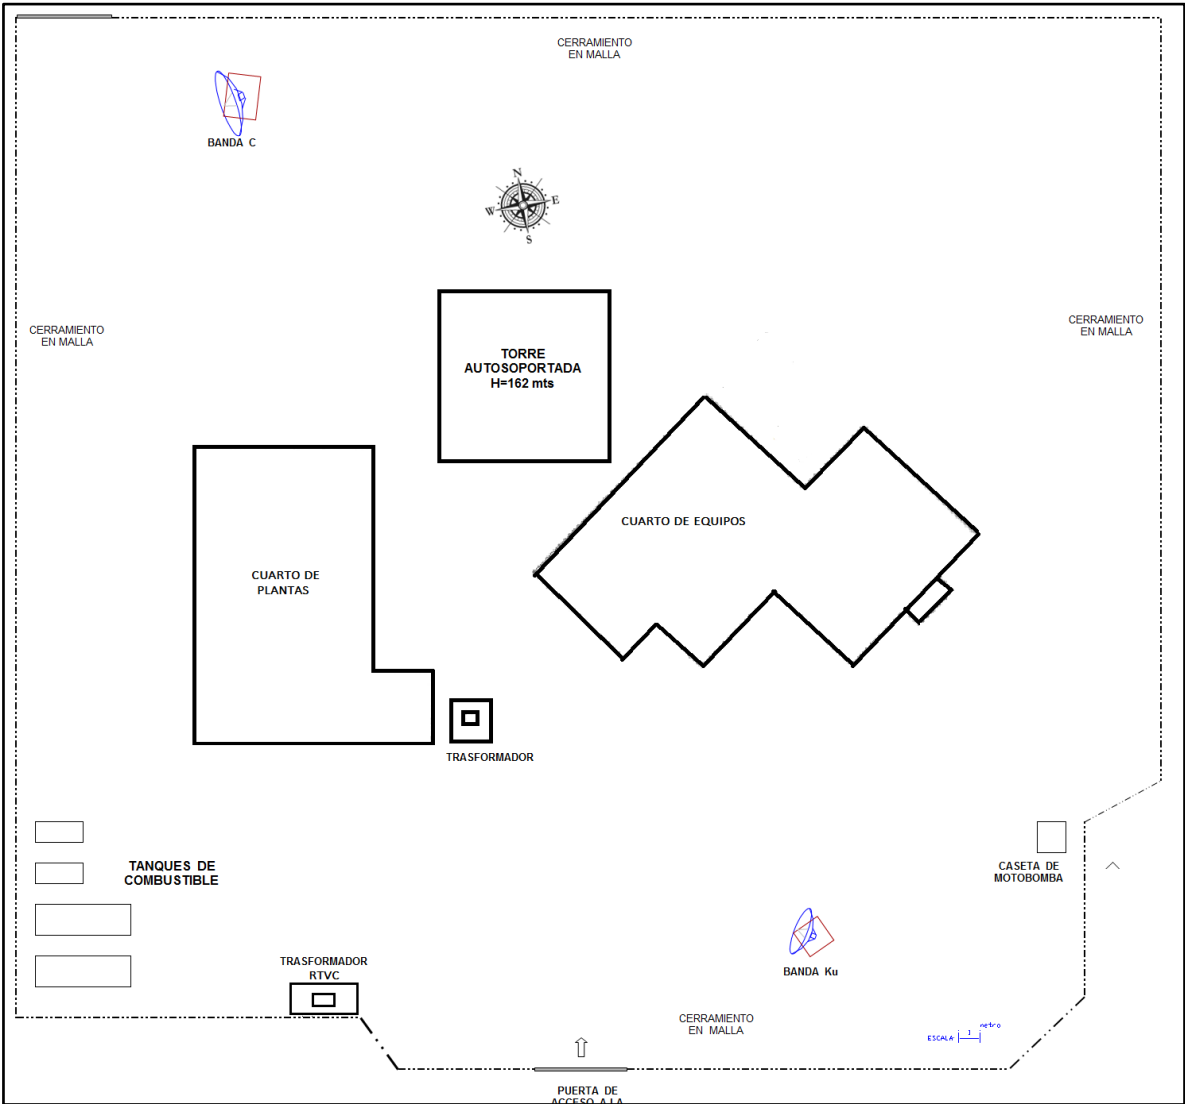 CERRAMIENTO
EN MALLA
BANDA C
N
W
E
S
CERRAMIENTO
EN MALLA
CERRAMIENTO
EN MALLA
TORRE
AUTOSOPORTADA
H=162 mts
CUARTO DE EQUIPOS
CUARTO DE
PLANTAS
TRASFORMADOR
TANQUES DE
COMBUSTIBLE
CASETA DE
MOTOBOMBA
TRASFORMADOR
RTVC
BANDA Ku
CERRAMIENTO
EN MALLA
ESCALA 1 metro
PUERTA DE
ACCESO A LA